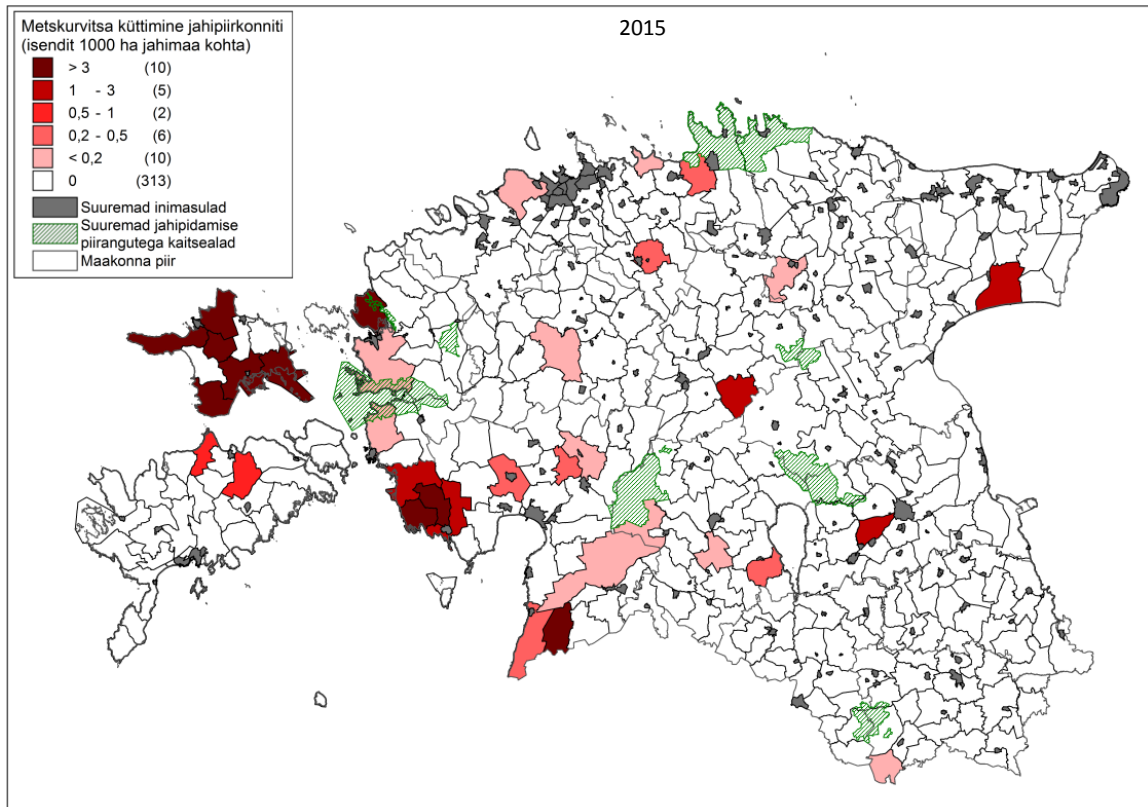 2015
Metskurvitsa küttimine jahipiirkonniti
(isendit 1000 ha jahimaa kohta)
> 3 (10)
1 - 3 (5)
0,5 - 1 (2)
0,2 - 0,5 (6)
< 0,2 (10)
0 (313)
Suuremad inimasulad
Suuremad jahipidamise
piirangutega kaitsealad
Maakonna piir